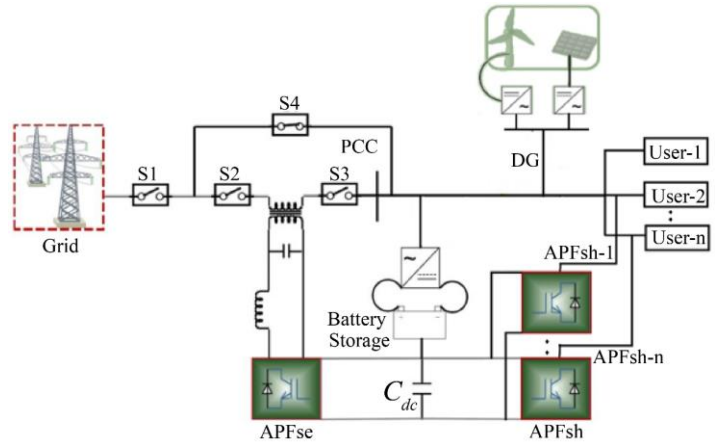 S4
PCC
S1
S2
S3
DG
User-1
User-2
User-n
Grid
APFsh-1
Battery
Storage
APFsh-n
Cdc
APFse
APFsh